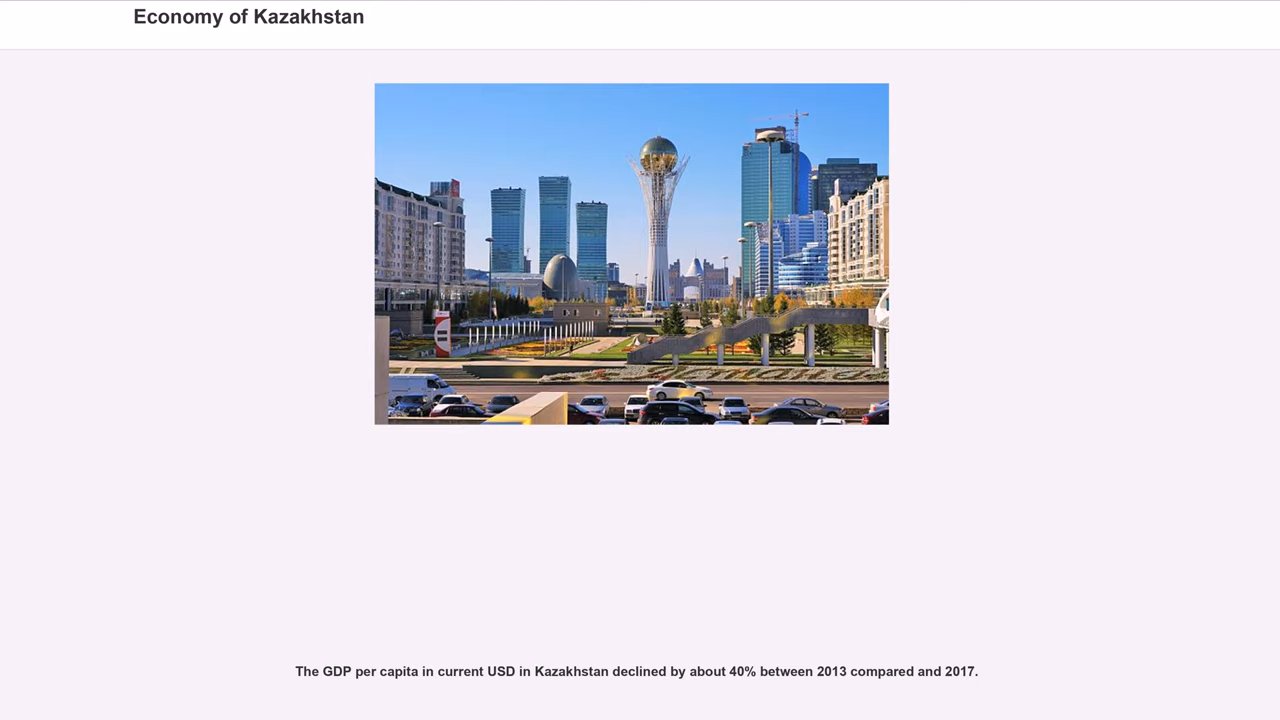 Economy of Kazakhstan
The GDP per capita in current USD in Kazakhstan declined by about 40% between 2013 compared and 2017.